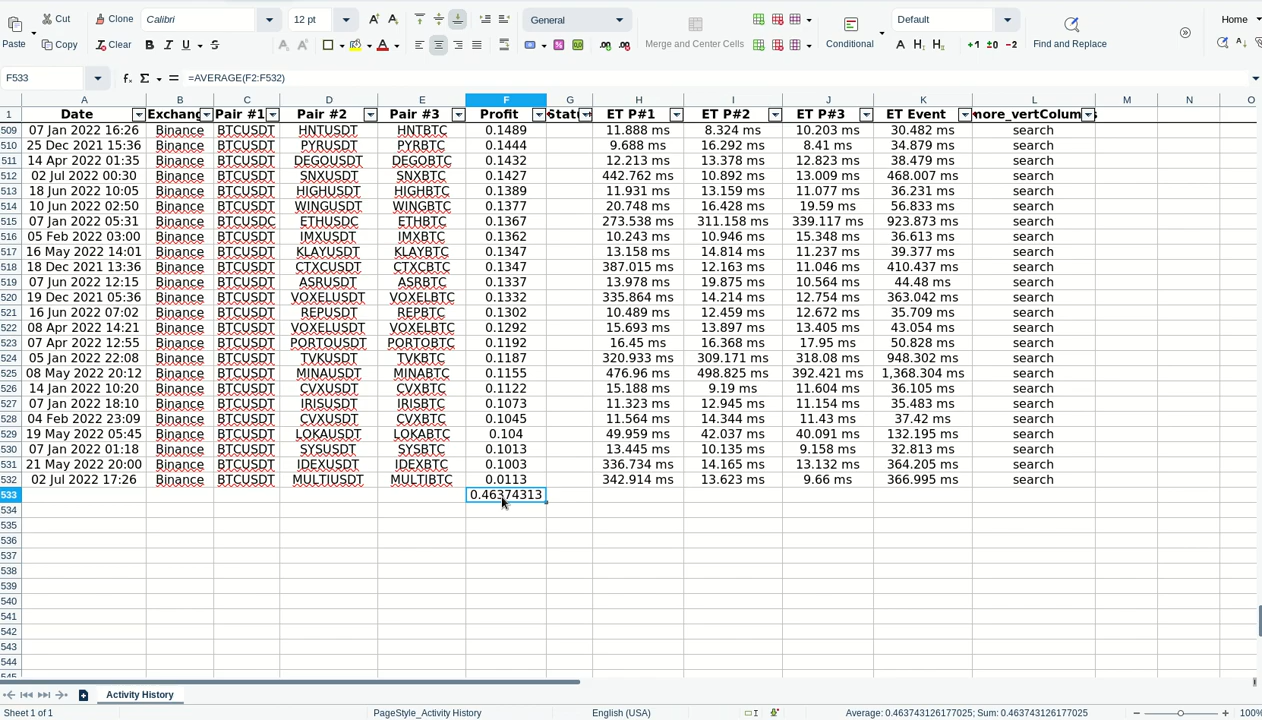 Cut Clone Calibri 12 pt General Default Home
Paste Copy Clear Merge and Center Cells Conditional Find and Replace
F533 =AVERAGE(F2:F532)
A B C D E F G H I J K L M N O
1 Date Exchang Pair #1 Pair #2 Pair #3 Profit State ET P#1 ET P#2 ET P#3 ET Event more_vertColumns
509 07 Jan 2022 16:26 Binance BTCUSDT HNTUSDT HNTBTC 0.1489 11.888 ms 8.324 ms 10.203 ms 30.482 ms search
510 25 Dec 2021 15:36 Binance BTCUSDT PYRUSDT PYRBTC 0.1444 9.688 ms 16.292 ms 8.41 ms 34.879 ms search
511 14 Apr 2022 01:35 Binance BTCUSDT DEGOUSDT DEGOBTC 0.1432 12.213 ms 13.378 ms 12.823 ms 38.479 ms search
512 02 Jul 2022 00:30 Binance BTCUSDT SNXUSDT SNXBTC 0.1427 442.762 ms 10.892 ms 13.009 ms 468.007 ms search
513 18 Jun 2022 10:05 Binance BTCUSDT HIGHUSDT HIGHBTC 0.1389 11.931 ms 13.159 ms 11.077 ms 36.231 ms search
514 10 Jun 2022 02:50 Binance BTCUSDT WINGUSDT WINGBTC 0.1377 20.748 ms 16.428 ms 19.59 ms 56.833 ms search
515 07 Jan 2022 05:31 Binance BTCUSDC ETHUSDC ETHBTC 0.1367 273.538 ms 311.158 ms 339.117 ms 923.873 ms search
516 05 Feb 2022 03:00 Binance BTCUSDT IMXUSDT IMXBTC 0.1362 10.243 ms 10.946 ms 15.348 ms 36.613 ms search
517 16 May 2022 14:01 Binance BTCUSDT KLAYUSDT KLAYBTC 0.1347 13.158 ms 14.814 ms 11.237 ms 39.377 ms search
518 18 Dec 2021 13:36 Binance BTCUSDT CTXCUSDT CTXCBTC 0.1347 387.015 ms 12.163 ms 11.046 ms 410.437 ms search
519 07 Jun 2022 12:15 Binance BTCUSDT ASRUSDT ASRBTC 0.1337 13.978 ms 19.875 ms 10.564 ms 44.48 ms search
520 19 Dec 2021 05:36 Binance BTCUSDT VOXELUSDT VOXELBTC 0.1332 335.864 ms 14.214 ms 12.754 ms 363.042 ms search
521 16 Jun 2022 07:02 Binance BTCUSDT REPUSDT REPBTC 0.1302 10.489 ms 12.459 ms 12.672 ms 35.709 ms search
522 08 Apr 2022 14:21 Binance BTCUSDT VOXELUSDT VOXELBTC 0.1292 15.693 ms 13.897 ms 13.405 ms 43.054 ms search
523 07 Apr 2022 12:55 Binance BTCUSDT PORTOUSDT PORTOBTC 0.1192 16.45 ms 16.368 ms 17.95 ms 50.828 ms search
524 05 Jan 2022 22:08 Binance BTCUSDT TVKUSDT TVKBTC 0.1187 320.933 ms 309.171 ms 318.08 ms 948.302 ms search
525 08 May 2022 20:12 Binance BTCUSDT MINAUSDT MINABTC 0.1155 476.96 ms 498.825 ms 392.421 ms 1,368.304 ms search
526 14 Jan 2022 10:20 Binance BTCUSDT CVXUSDT CVXBTC 0.1122 15.188 ms 9.19 ms 11.604 ms 36.105 ms search
527 07 Jan 2022 18:10 Binance BTCUSDT IRISUSDT IRISBTC 0.1073 11.323 ms 12.945 ms 11.154 ms 35.483 ms search
528 04 Feb 2022 23:09 Binance BTCUSDT CVXUSDT CVXBTC 0.1045 11.564 ms 14.344 ms 11.43 ms 37.42 ms search
529 19 May 2022 05:45 Binance BTCUSDT LOKAUSDT LOKABTC 0.104 49.959 ms 42.037 ms 40.091 ms 132.195 ms search
530 07 Jan 2022 01:18 Binance BTCUSDT SYSUSDT SYSBTC 0.1013 13.445 ms 10.135 ms 9.158 ms 32.813 ms search
531 21 May 2022 20:00 Binance BTCUSDT IDEXUSDT IDEXBTC 0.1003 336.734 ms 14.165 ms 13.132 ms 364.205 ms search
532 02 Jul 2022 17:26 Binance BTCUSDT MULTIUSDT MULTIBTC 0.0113 342.914 ms 13.623 ms 9.66 ms 366.995 ms search
533 0.46374313
534
535
536
537
538
539
540
541
542
543
544
545
Activity History
Sheet 1 of 1 PageStyle_Activity History English (USA) Average: 0.463743126177025; Sum: 0.463743126177025 100%